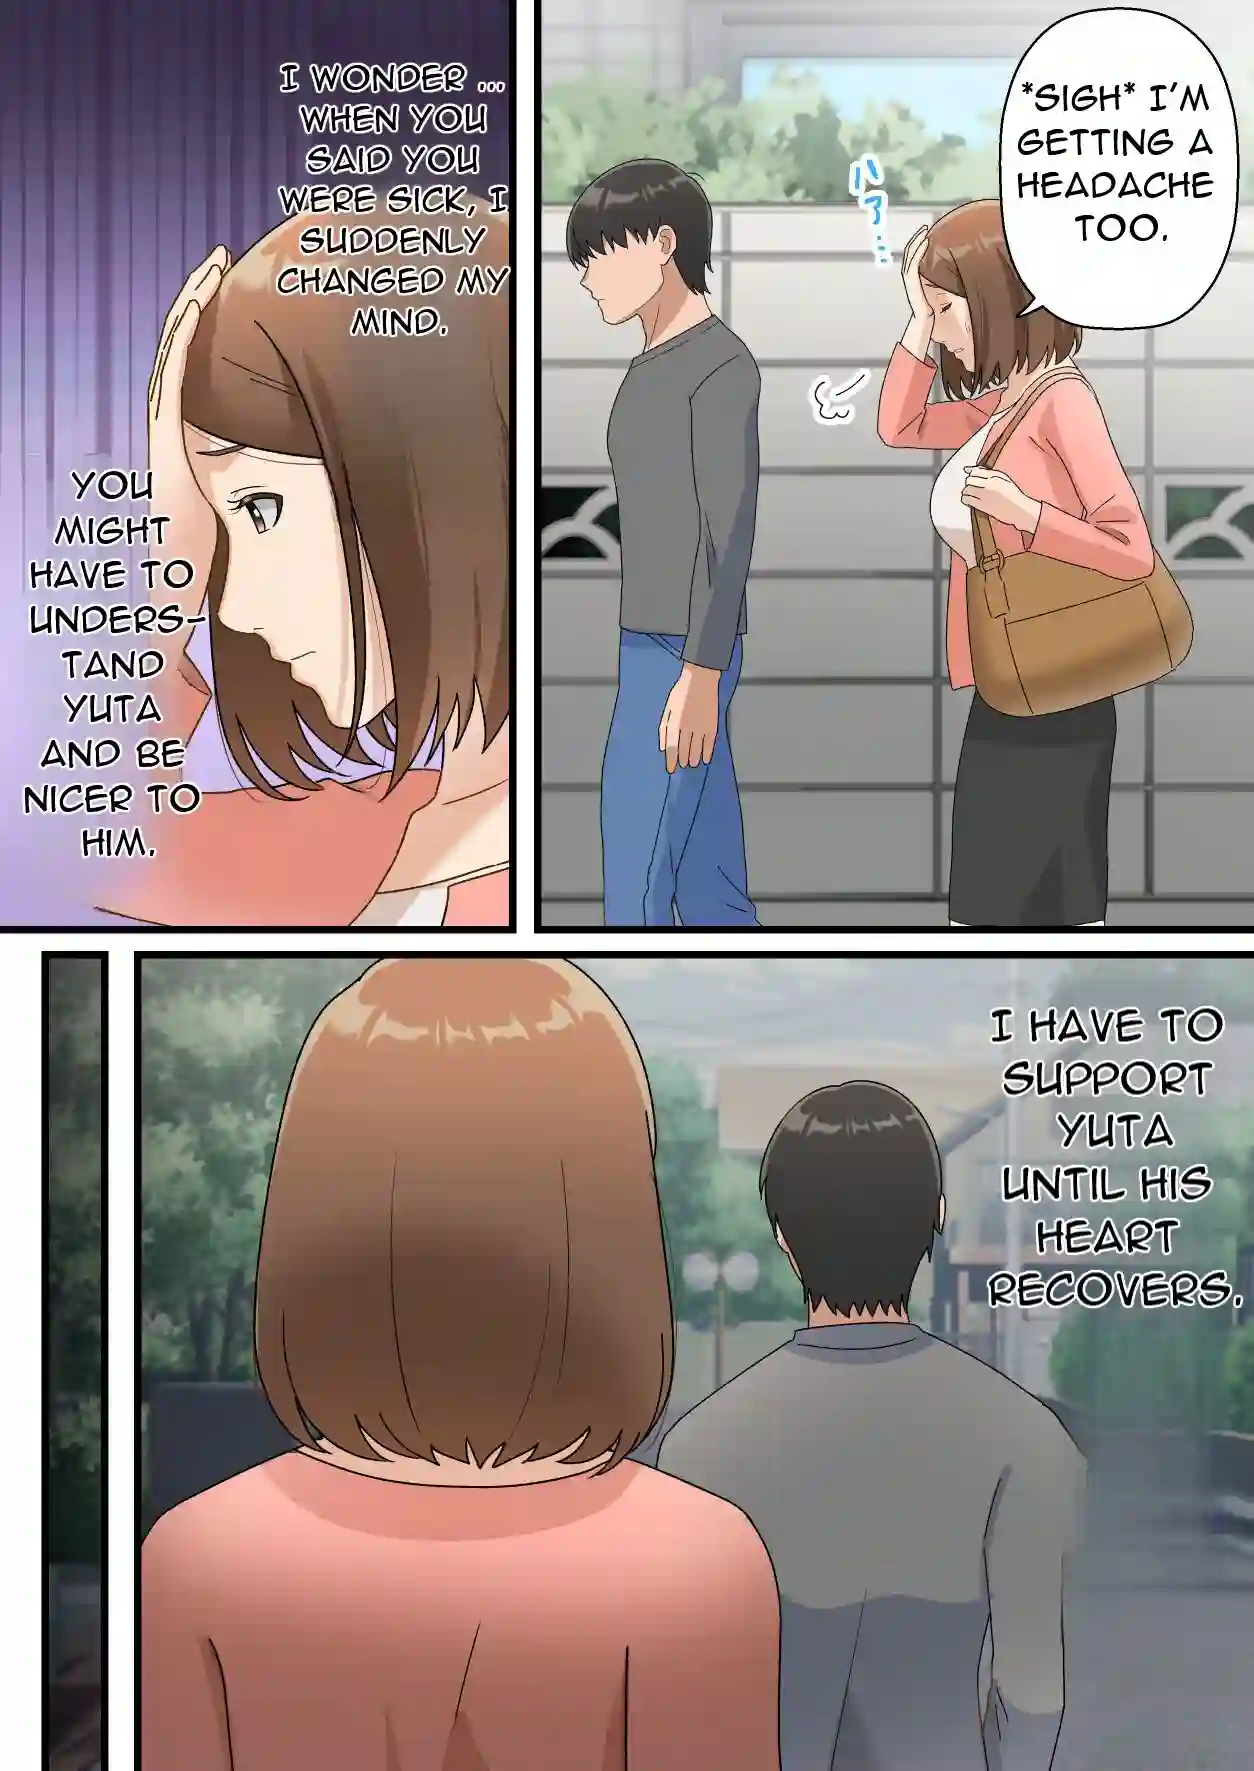 *SIGH* I'M
GETTING A
HEADACHE
TOO.
ハァ…
I WONDER ...
WHEN YOU
SAID YOU
WERE SICK, I
SUDDENLY
CHANGED MY
MIND.
YOU
MIGHT
HAVE TO
UNDERS-
TAND
YUTA
AND BE
NICER TO
HIM.
I HAVE TO
SUPPORT
YUTA
UNTIL HIS
HEART
RECOVERS.